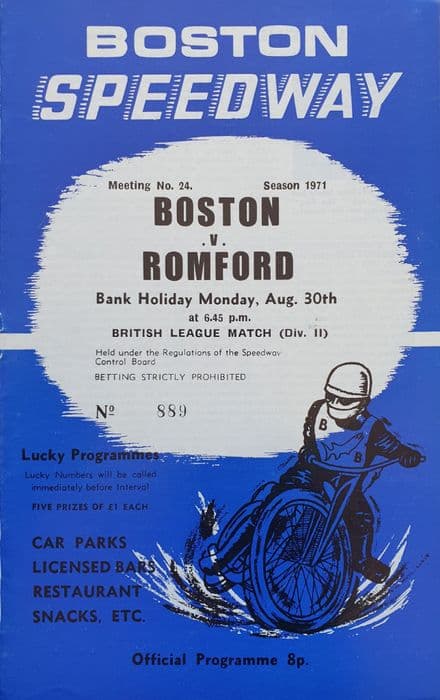 BOSTON
SPEEDWAY
Meeting No. 24. Season 1971
BOSTON
.v.
ROMFORD
Bank Holiday Monday, Aug. 30th
at 6.45 p.m.
BRITISH LEAGUE MATCH (Div. II)
Held under the Regulations of the Speedway
Control Board
BETTING STRICTLY PROHIBITED
Nº 889
Lucky Programmes
Lucky Numbers will be called
immediately before Interval
FIVE PRIZES OF £1 EACH
CAR PARKS
LICENSED BARS
RESTAURANT
SNACKS, ETC.
B
B
Official Programme 8p.